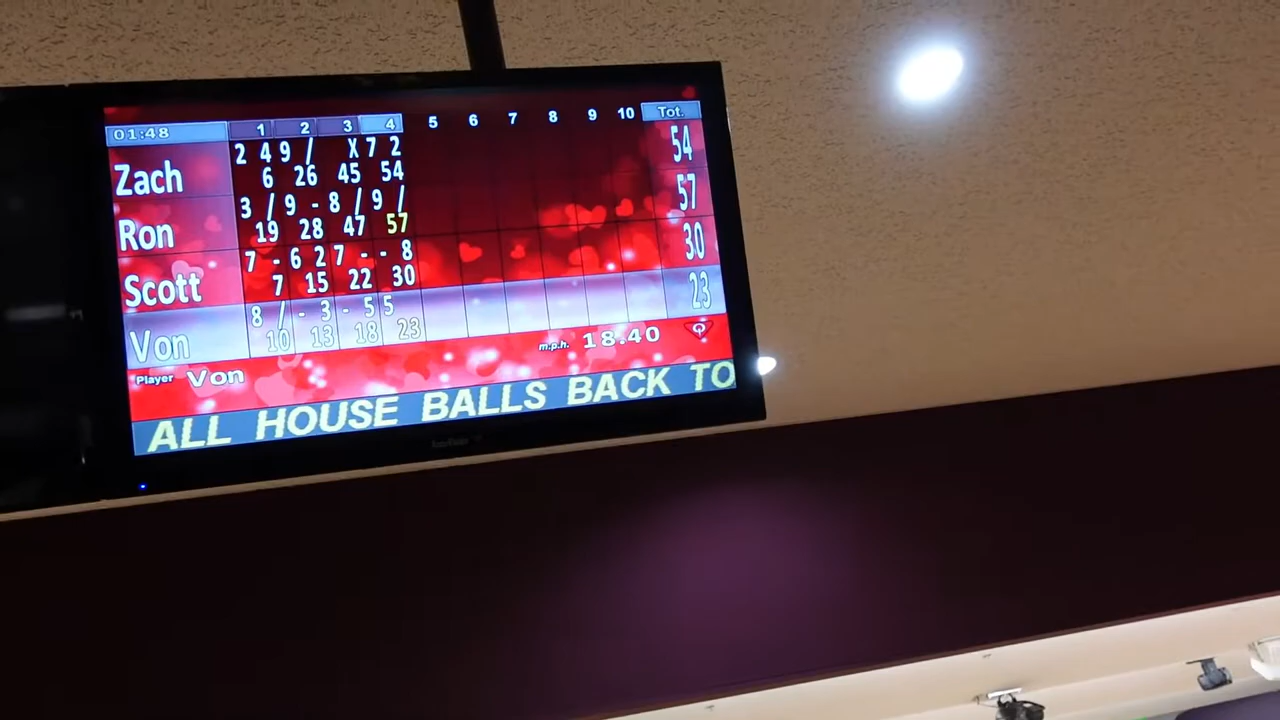 01:48 1 2 3 4 5 6 7 8 9 10 Tot.
2 4 9 / X 7 2
Zach 6 26 45 54 54
3 / 9 - 8 / 9 /
Ron 19 28 47 57 57
7 - 6 2 7 - - 8
Scott 7 15 22 30 30
8 / - 3 - 5 5
Von 10 13 18 23 23
Player Von m.p.h. 18.40
ALL HOUSE BALLS BACK TO